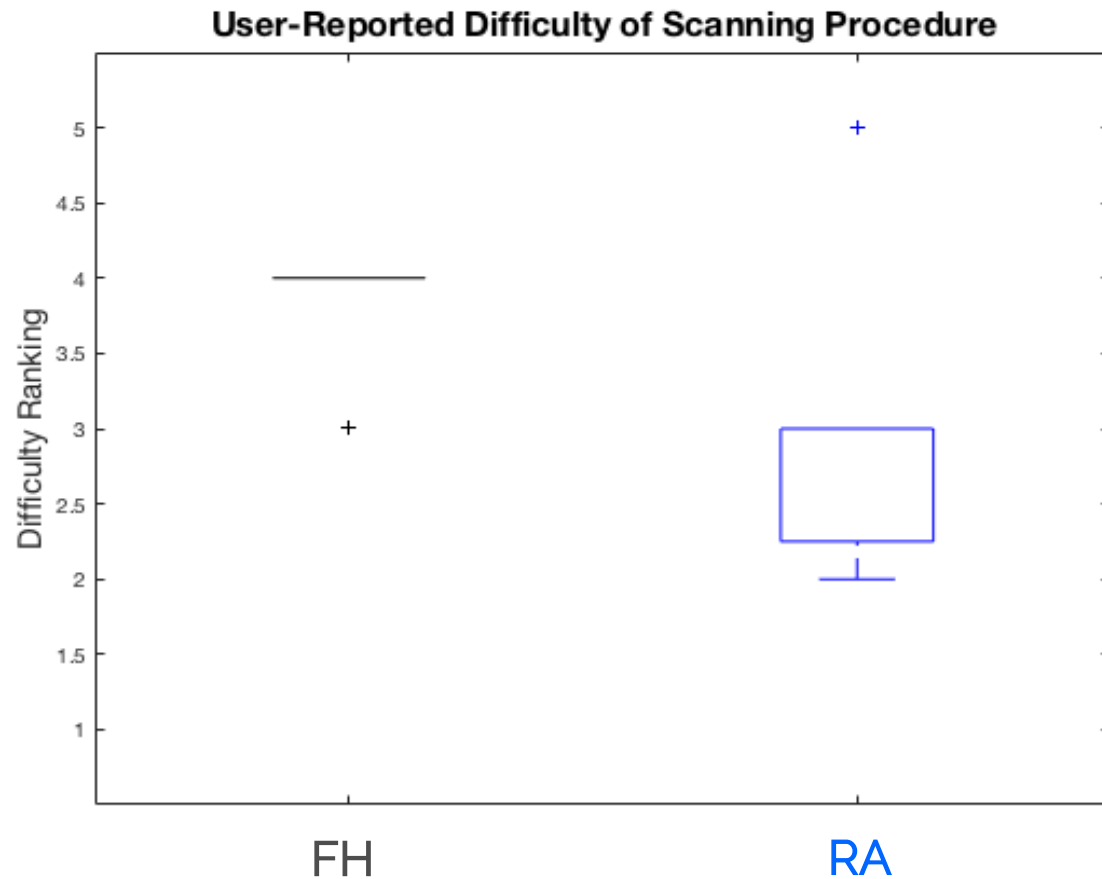 User-Reported Difficulty of Scanning Procedure
Difficulty Ranking
5
4.5
4
3.5
3
2.5
2
1.5
1
FH
RA